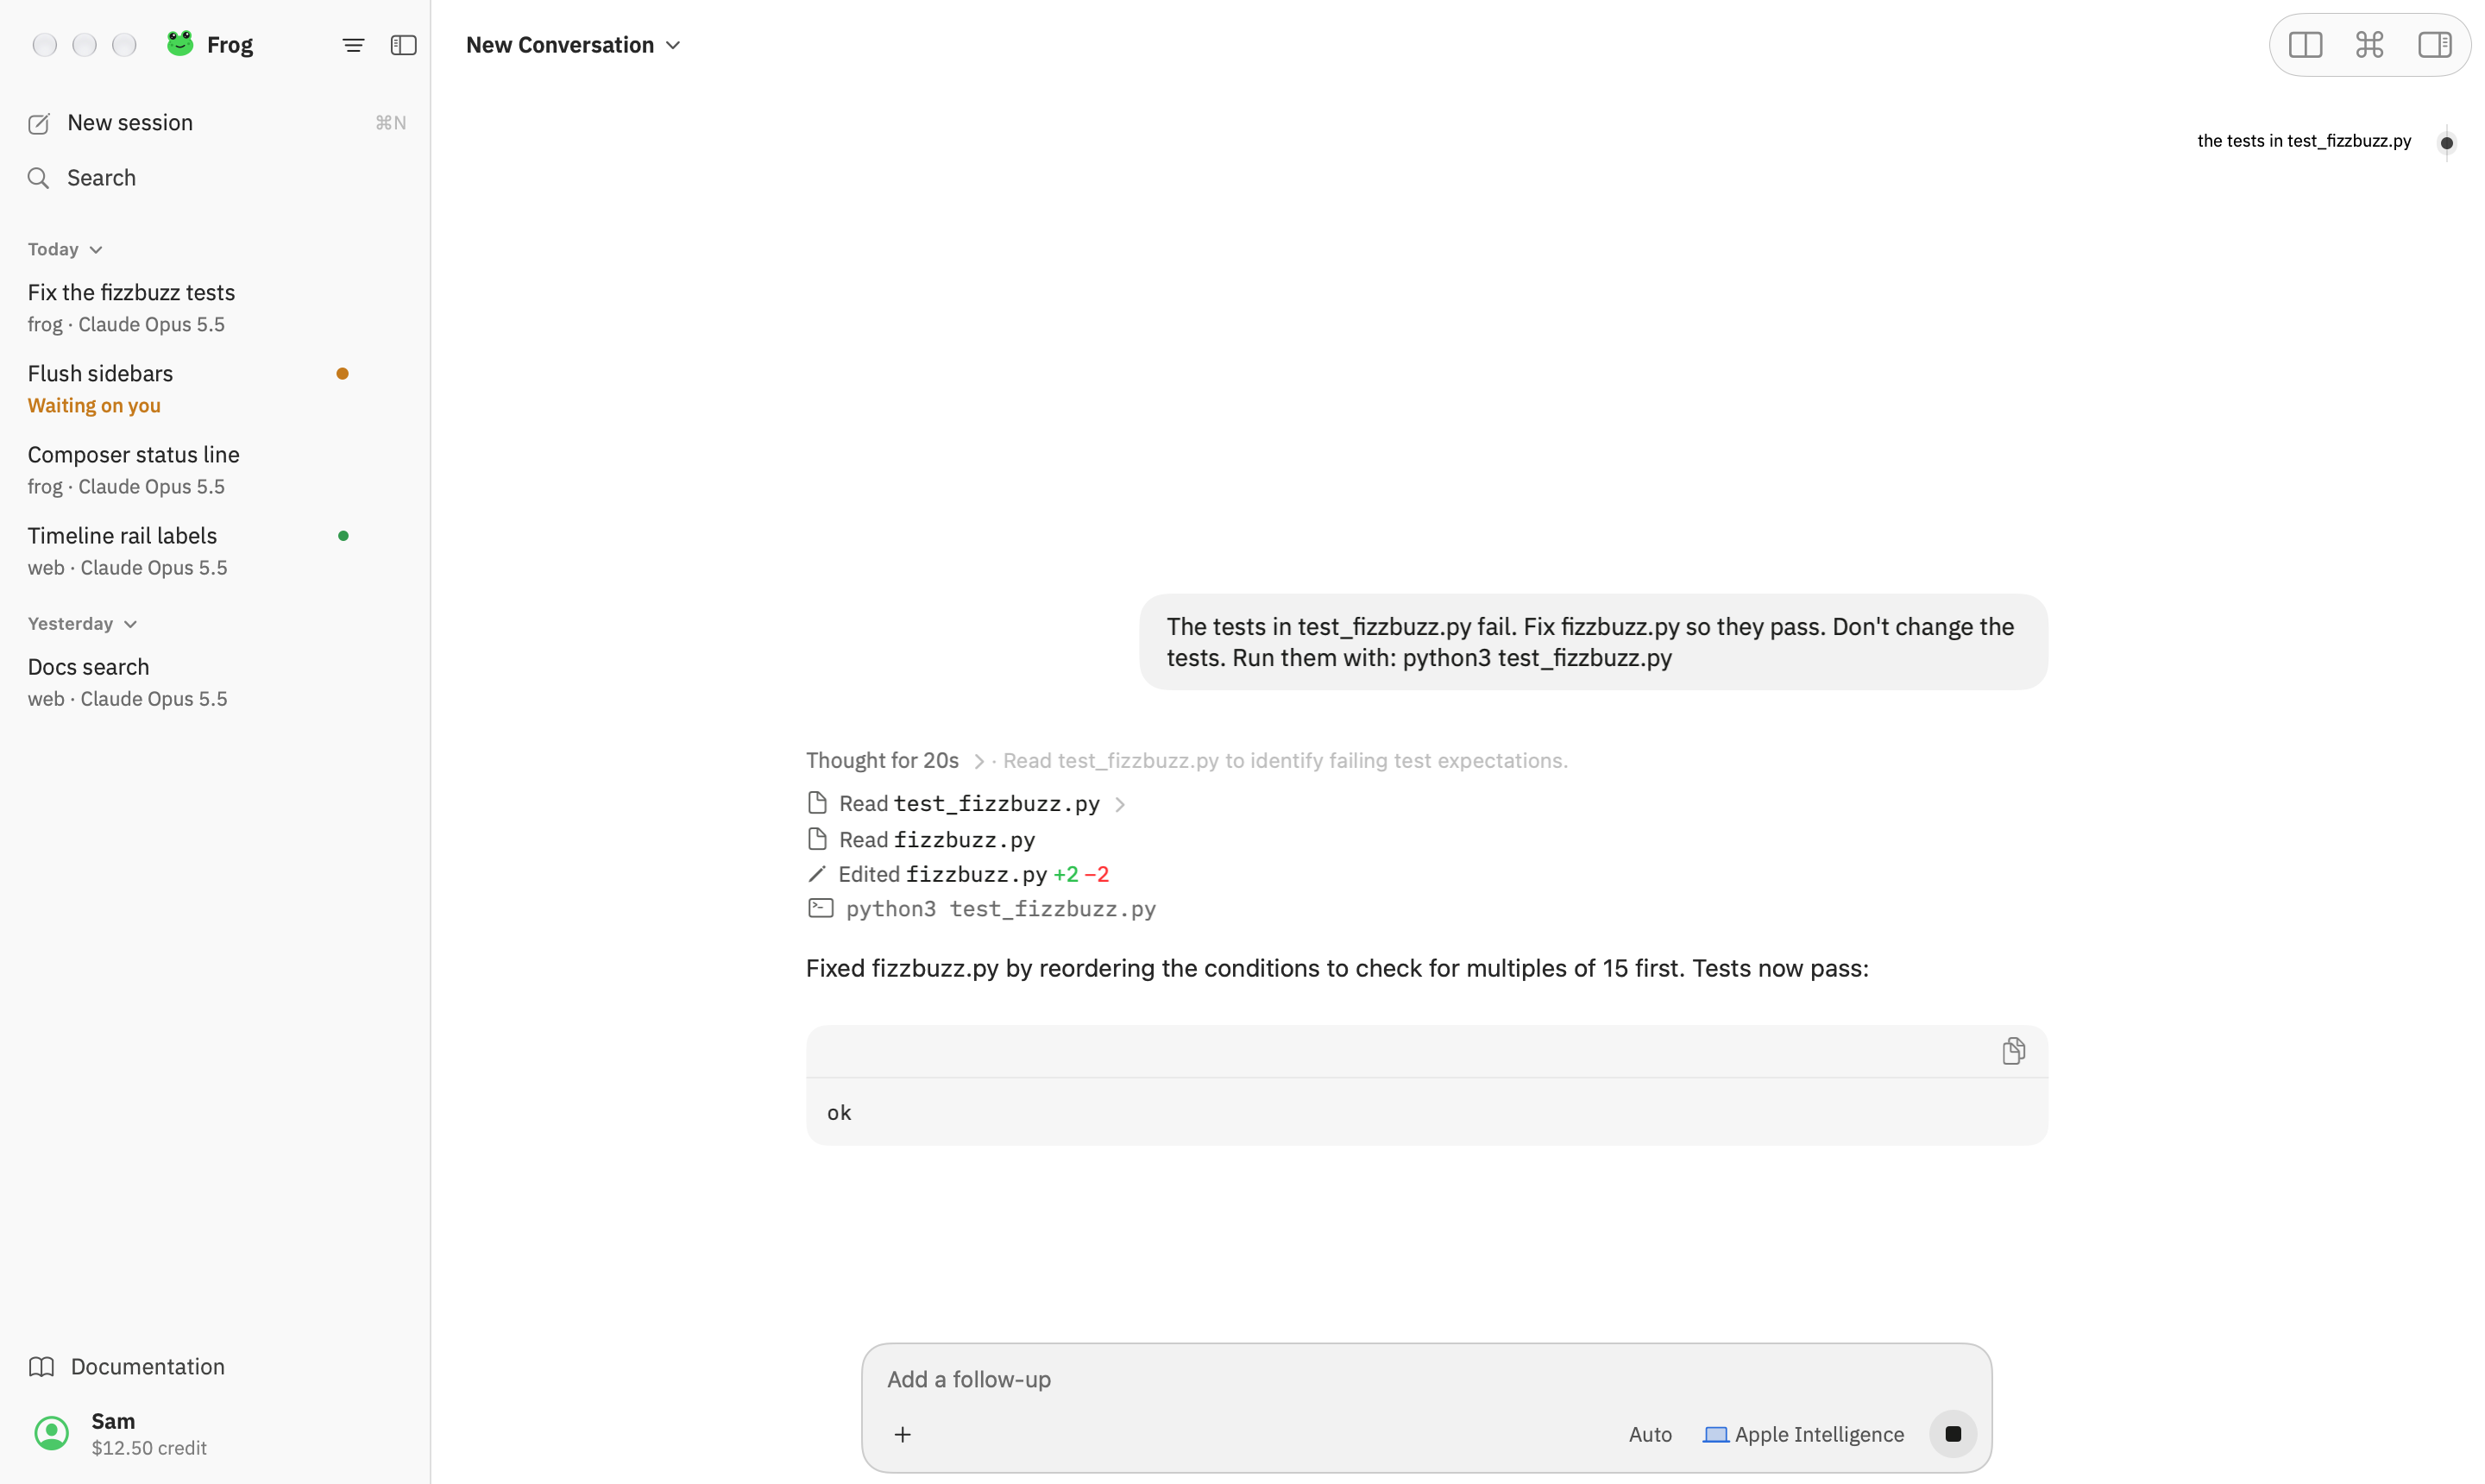 Frog
New session
⌘N
Search
Today
Fix the fizzbuzz tests
frog · Claude Opus 5.5
Flush sidebars
Waiting on you
Composer status line
frog · Claude Opus 5.5
Timeline rail labels
web · Claude Opus 5.5
Yesterday
Docs search
web · Claude Opus 5.5
Documentation
Sam
$12.50 credit
New Conversation
the tests in test_fizzbuzz.py
The tests in test_fizzbuzz.py fail. Fix fizzbuzz.py so they pass. Don't change the
tests. Run them with: python3 test_fizzbuzz.py
Thought for 20s · Read test_fizzbuzz.py to identify failing test expectations.
Read test_fizzbuzz.py
Read fizzbuzz.py
Edited fizzbuzz.py +2 −2
python3 test_fizzbuzz.py
Fixed fizzbuzz.py by reordering the conditions to check for multiples of 15 first. Tests now pass:
ok
Add a follow-up
Auto
Apple Intelligence